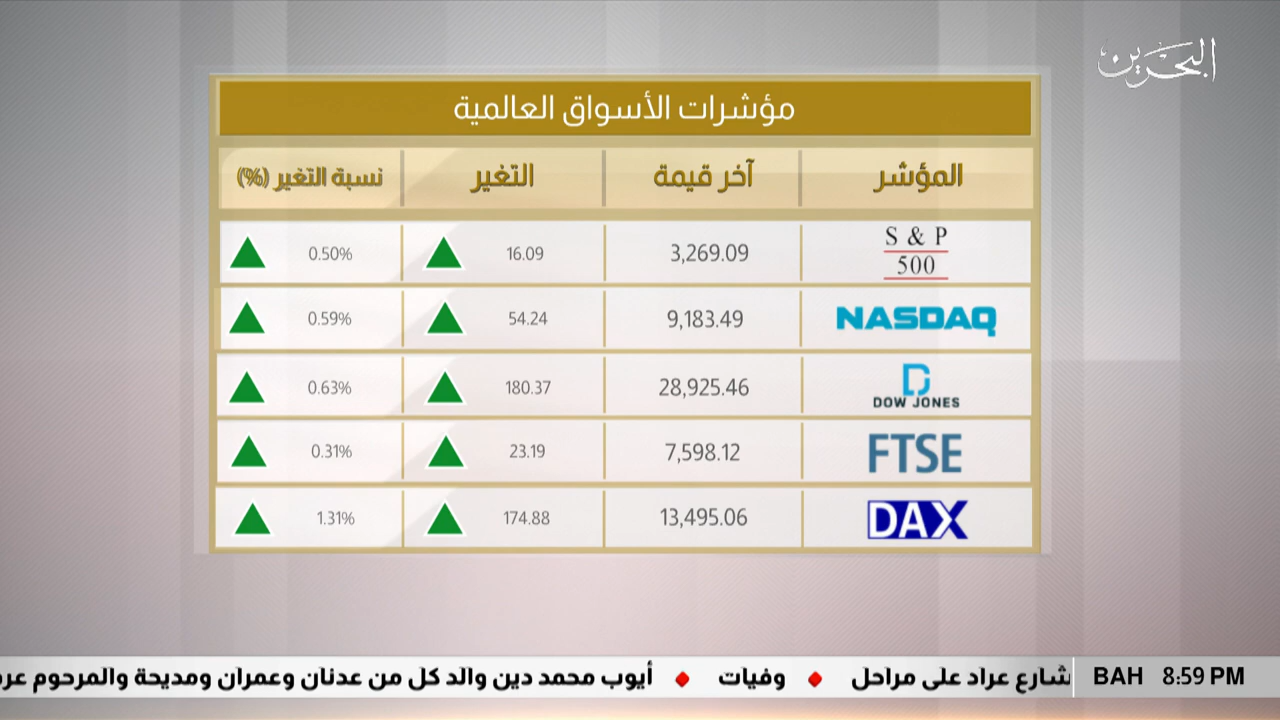 البحرين
مؤشرات الأسواق العالمية
المؤشر آخر قيمة التغير نسبة التغير (%)
S & P
500
3,269.09 16.09 0.50%
NASDAQ 9,183.49 54.24 0.59%
DOW JONES 28,925.46 180.37 0.63%
FTSE 7,598.12 23.19 0.31%
DAX 13,495.06 174.88 1.31%
شارع عراد على مراحل وفيات أيوب محمد دين والد كل من عدنان وعمران ومديحة والمرحوم
BAH 8:59 PM